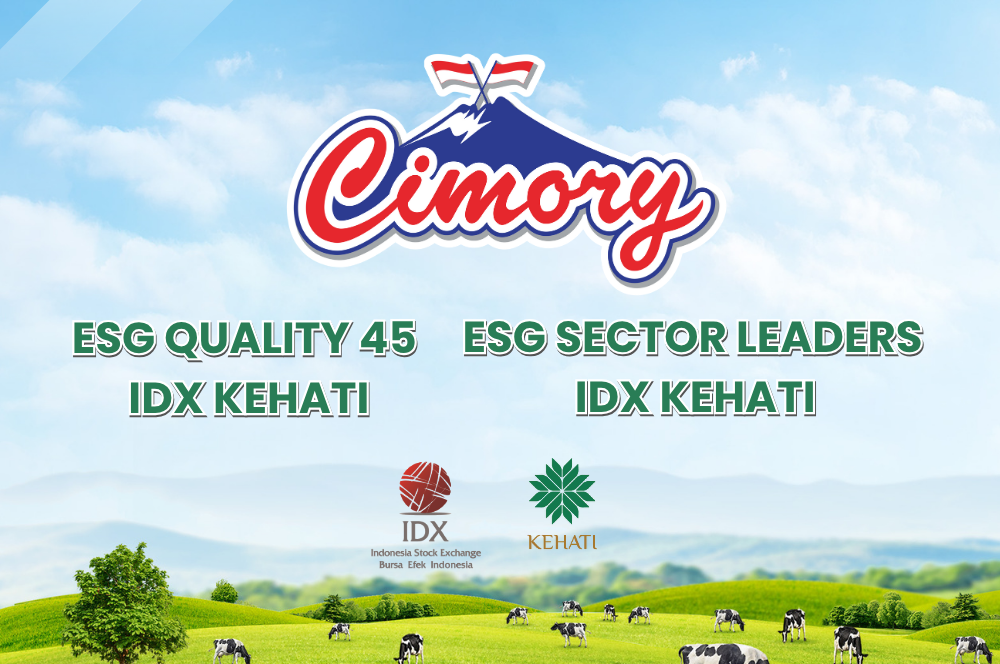 Cimory
ESG QUALITY 45
IDX KEHATI
ESG SECTOR LEADERS
IDX KEHATI
IDX
Indonesia Stock Exchange
Bursa Efek Indonesia
KEHATI